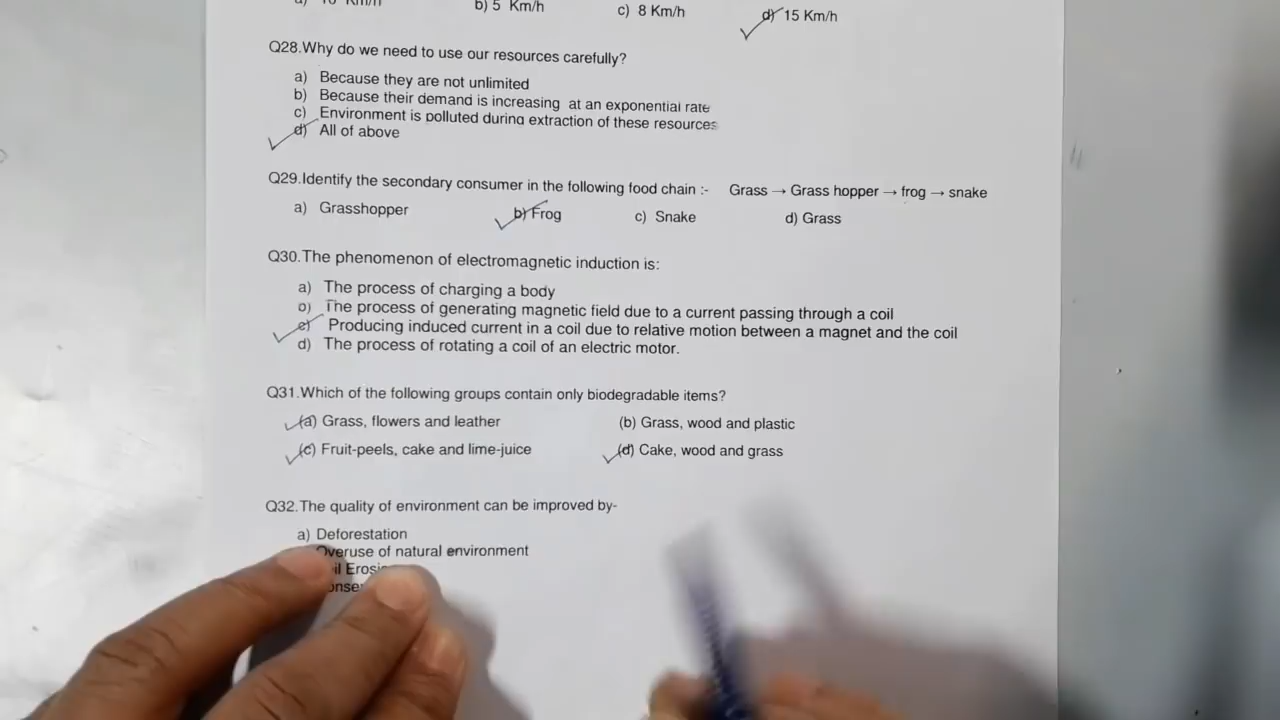 b) 5 Km/h c) 8 Km/h d) 15 Km/h
Q28.Why do we need to use our resources carefully?
a) Because they are not unlimited
b) Because their demand is increasing at an exponential rate
c) Environment is polluted during extraction of these resources
d) All of above
Q29.Identify the secondary consumer in the following food chain :- Grass → Grass hopper → frog → snake
a) Grasshopper b) Frog c) Snake d) Grass
Q30.The phenomenon of electromagnetic induction is:
a) The process of charging a body
b) The process of generating magnetic field due to a current passing through a coil
c) Producing induced current in a coil due to relative motion between a magnet and the coil
d) The process of rotating a coil of an electric motor.
Q31.Which of the following groups contain only biodegradable items?
(a) Grass, flowers and leather (b) Grass, wood and plastic
(c) Fruit-peels, cake and lime-juice (d) Cake, wood and grass
Q32.The quality of environment can be improved by-
a) Deforestation
Overuse of natural environment